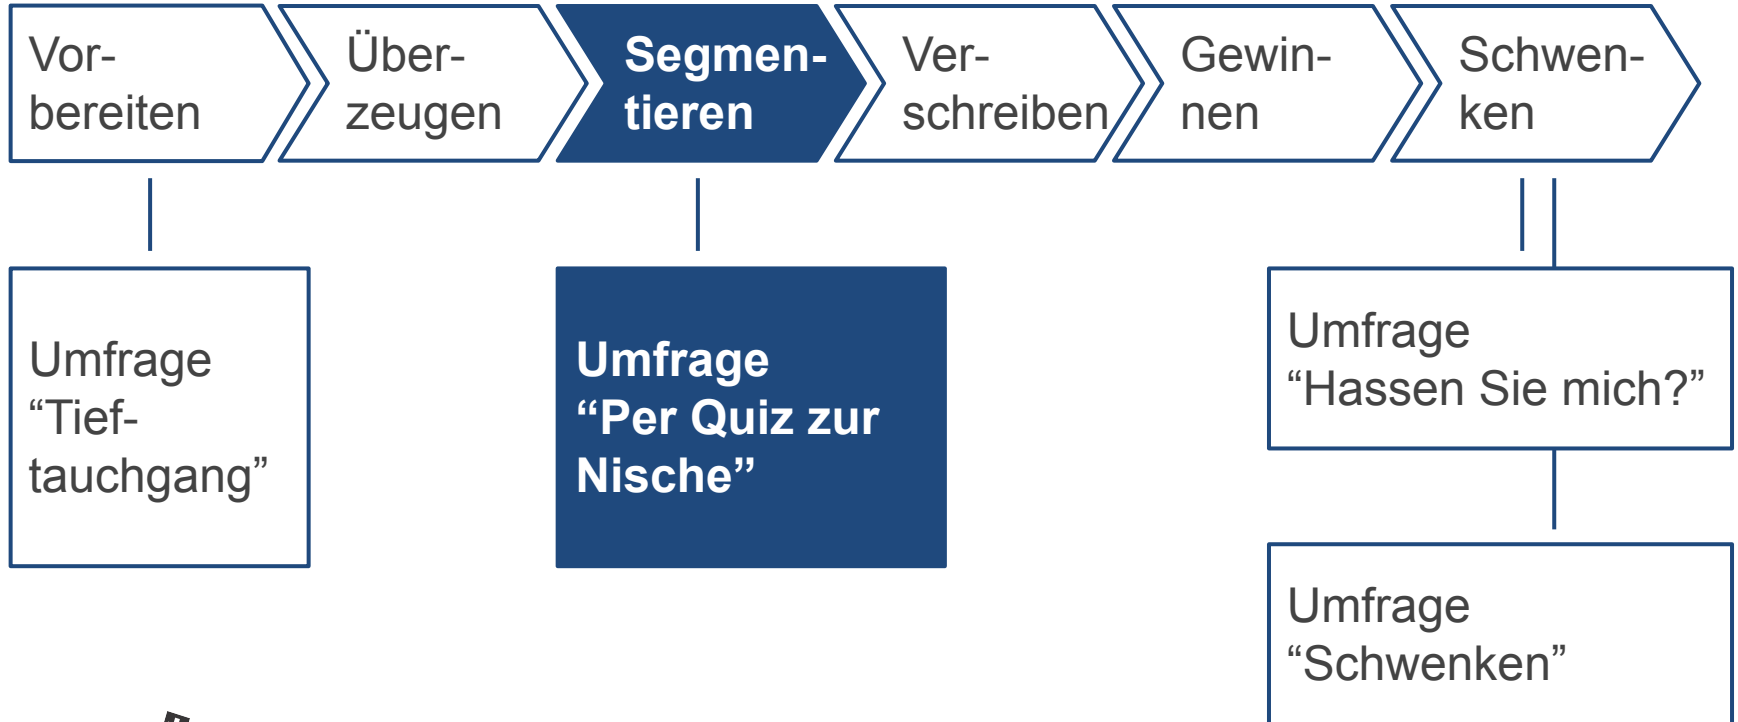 Vor-
bereiten
Über-
zeugen
Segmen-
tieren
Ver-
schreiben
Gewin-
nen
Schwen-
ken
Umfrage
“Tief-
tauchgang”
Umfrage
“Per Quiz zur
Nische”
Umfrage
“Hassen Sie mich?”
Umfrage
“Schwenken”